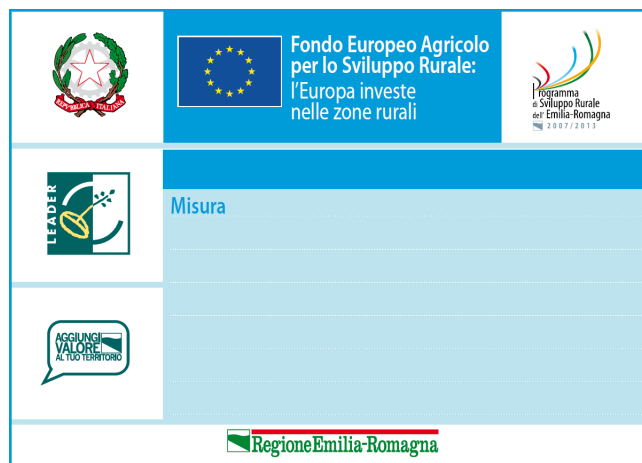 REPVBBLICA ITALIANA
Fondo Europeo Agricolo
per lo Sviluppo Rurale:
l'Europa investe
nelle zone rurali
Programma
di Sviluppo Rurale
dell' Emilia-Romagna
2007/2013
LEADER
Misura
AGGIUNGI
VALORE
AL TUO TERRITORIO
RegioneEmilia-Romagna